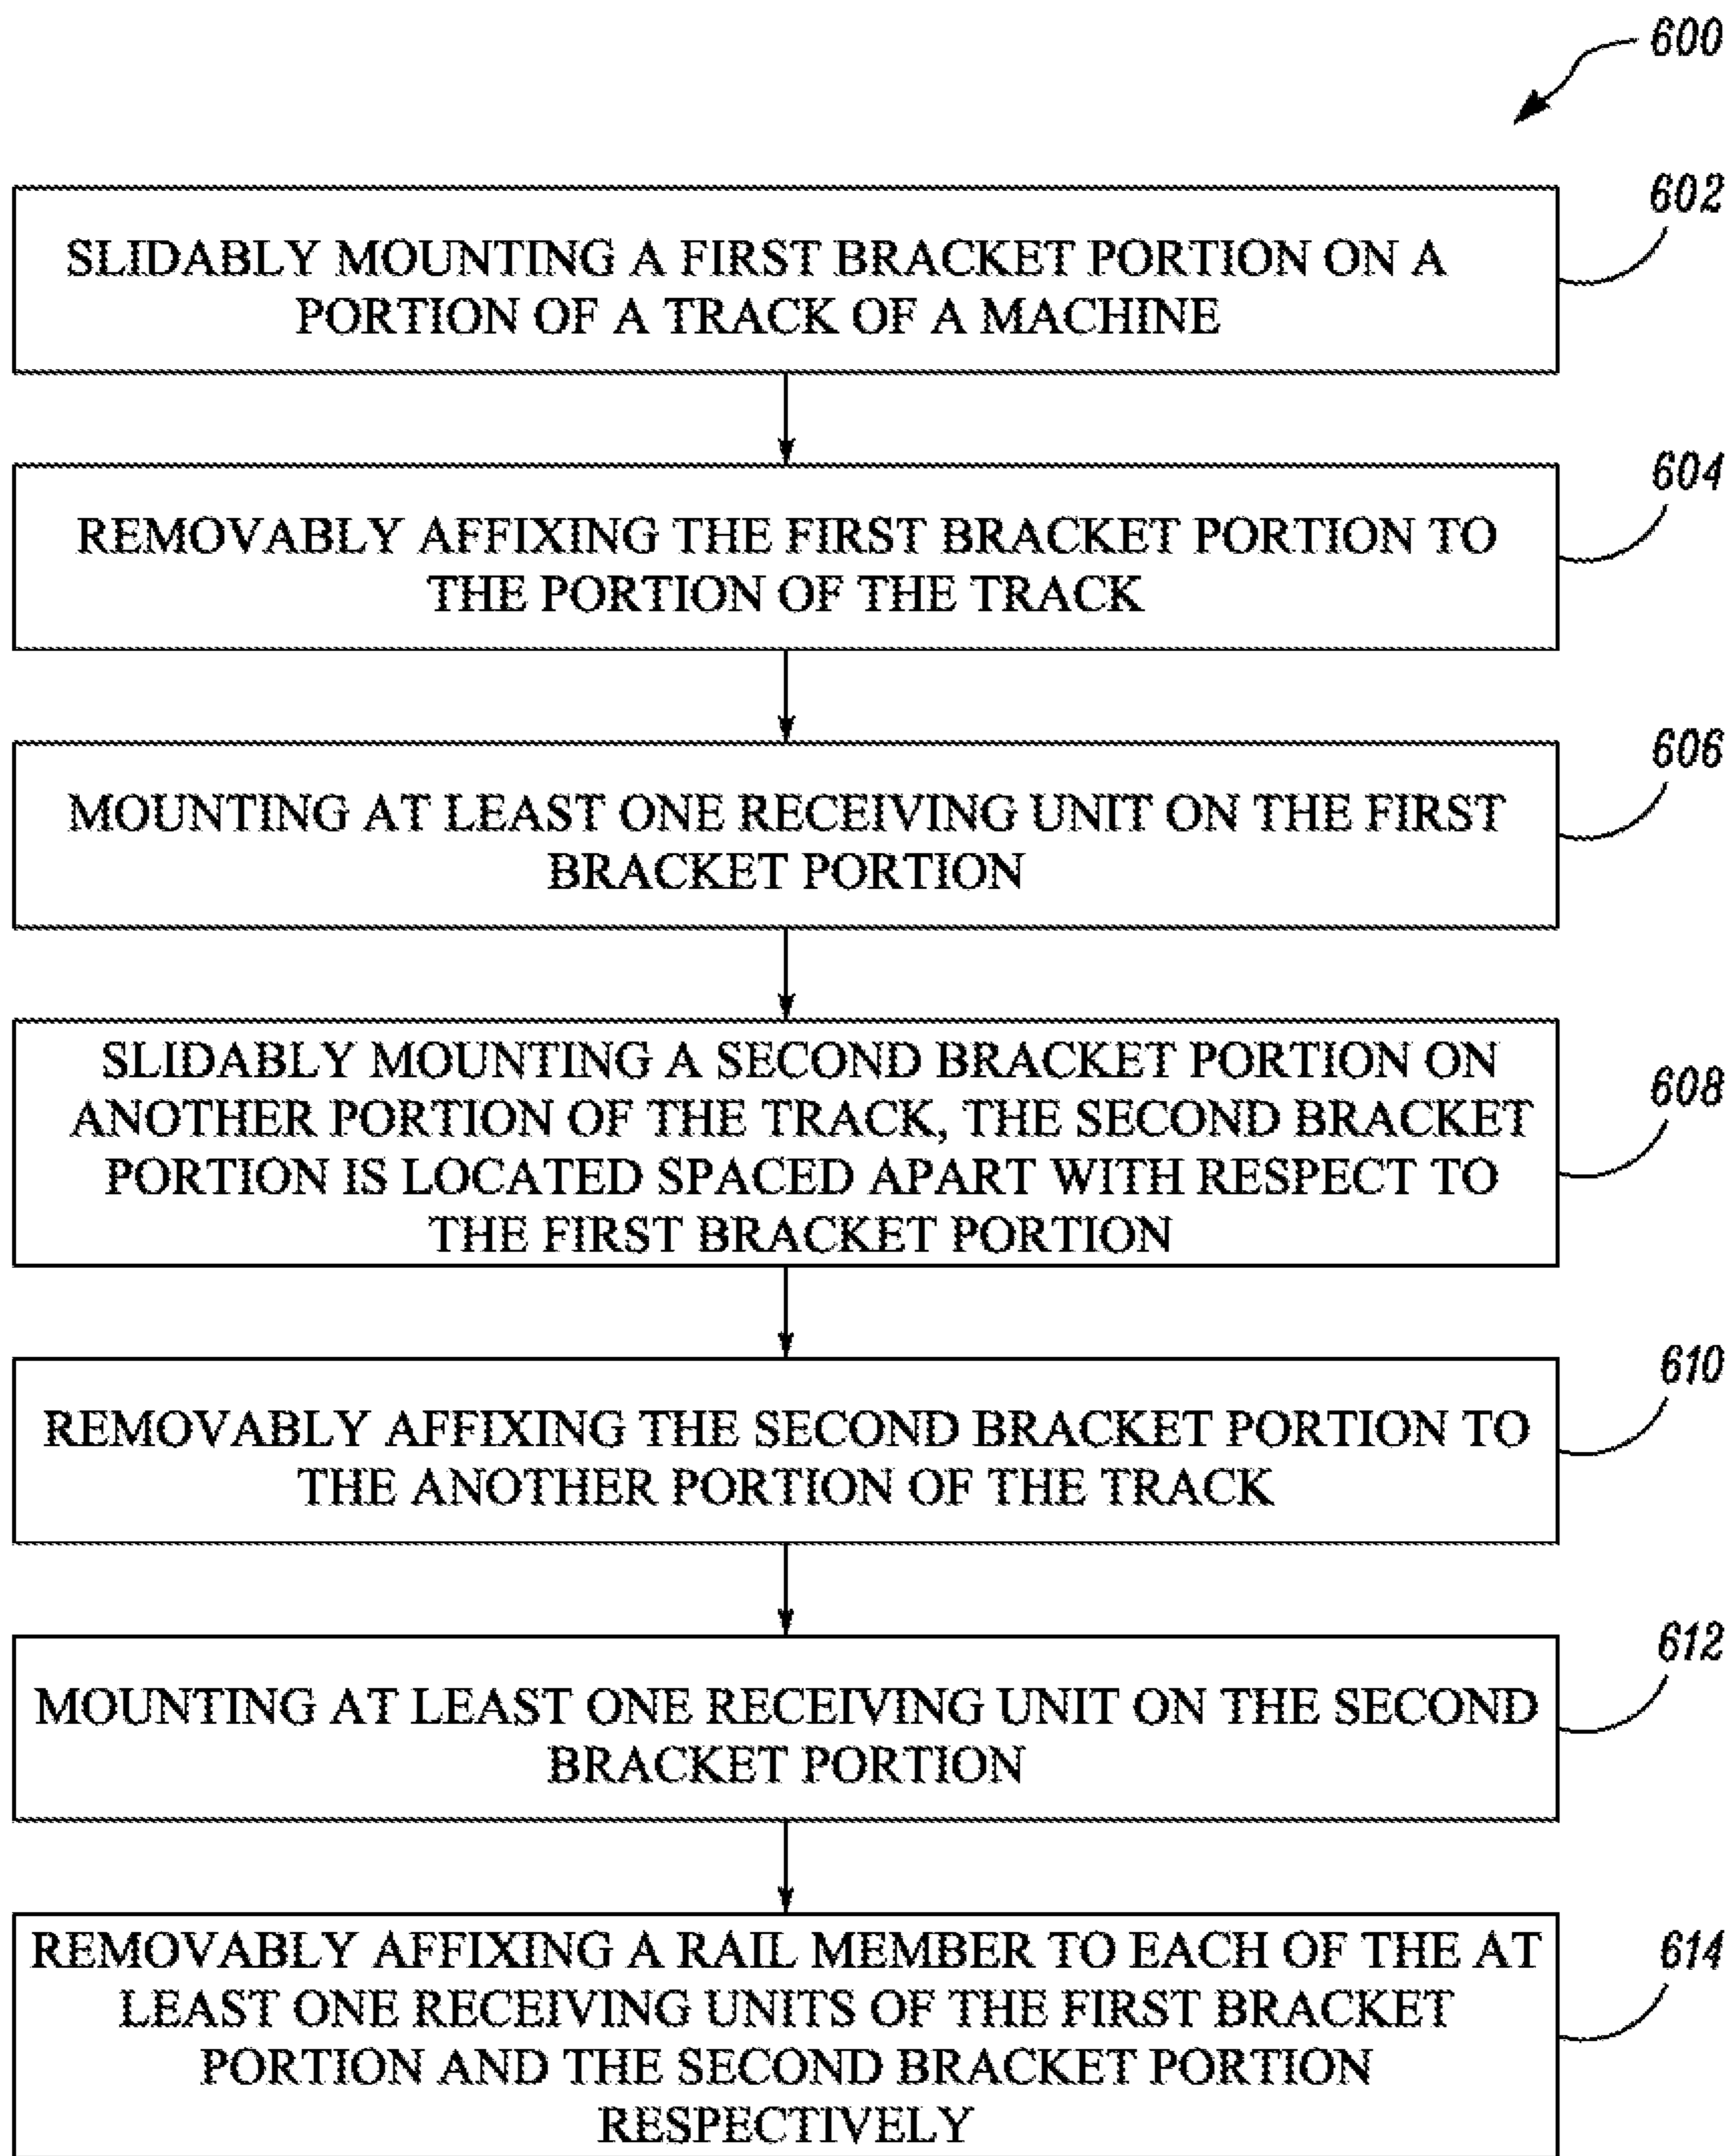 600
602
SLIDABLY MOUNTING A FIRST BRACKET PORTION ON A
PORTION OF A TRACK OF A MACHINE
604
REMOVABLY AFFIXING THE FIRST BRACKET PORTION TO
THE PORTION OF THE TRACK
606
MOUNTING AT LEAST ONE RECEIVING UNIT ON THE FIRST
BRACKET PORTION
608
SLIDABLY MOUNTING A SECOND BRACKET PORTION ON
ANOTHER PORTION OF THE TRACK, THE SECOND BRACKET
PORTION IS LOCATED SPACED APART WITH RESPECT TO
THE FIRST BRACKET PORTION
610
REMOVABLY AFFIXING THE SECOND BRACKET PORTION TO
THE ANOTHER PORTION OF THE TRACK
612
MOUNTING AT LEAST ONE RECEIVING UNIT ON THE SECOND
BRACKET PORTION
614
REMOVABLY AFFIXING A RAIL MEMBER TO EACH OF THE AT
LEAST ONE RECEIVING UNITS OF THE FIRST BRACKET
PORTION AND THE SECOND BRACKET PORTION
RESPECTIVELY